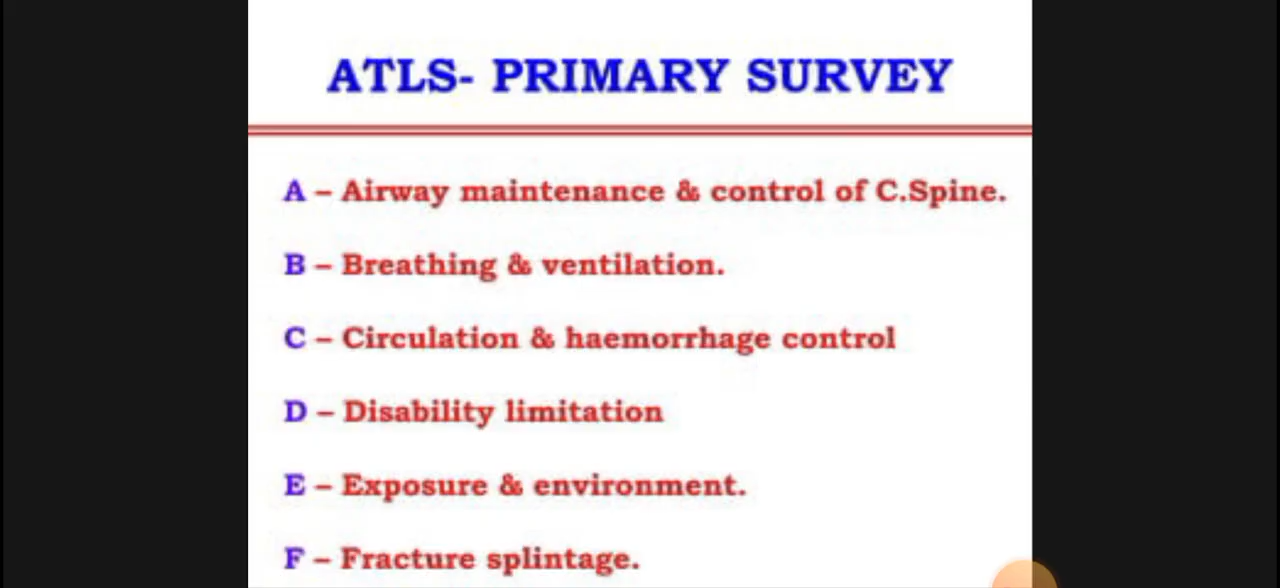 ATLS- PRIMARY SURVEY
A – Airway maintenance & control of C.Spine.
B – Breathing & ventilation.
C – Circulation & haemorrhage control
D – Disability limitation
E – Exposure & environment.
F – Fracture splintage.